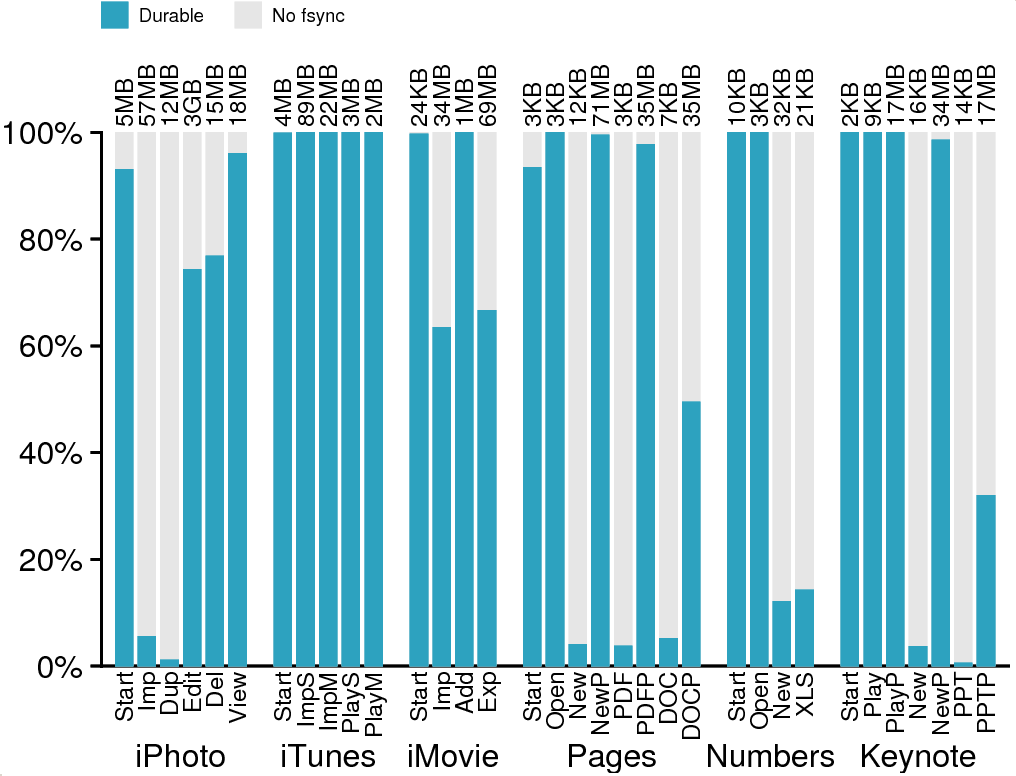 Durable No fsync
5MB 57MB 12MB 3GB 15MB 18MB 4MB 89MB 22MB 3MB 2MB 24KB 34MB 1MB 69MB 3KB 3KB 12KB 71MB 3KB 35MB 7KB 35MB 10KB 3KB 32KB 21KB 2KB 9KB 17MB 16KB 34MB 14KB 17MB
100%
80%
60%
40%
20%
0%
Start Imp Dup Edit Del View Start ImpS ImpM PlayS PlayM Start Imp Add Exp Start Open New NewP PDF PDFP DOC DOCP Start Open New XLS Start Play PlayP New NewP PPT PPTP
iPhoto iTunes iMovie Pages Numbers Keynote